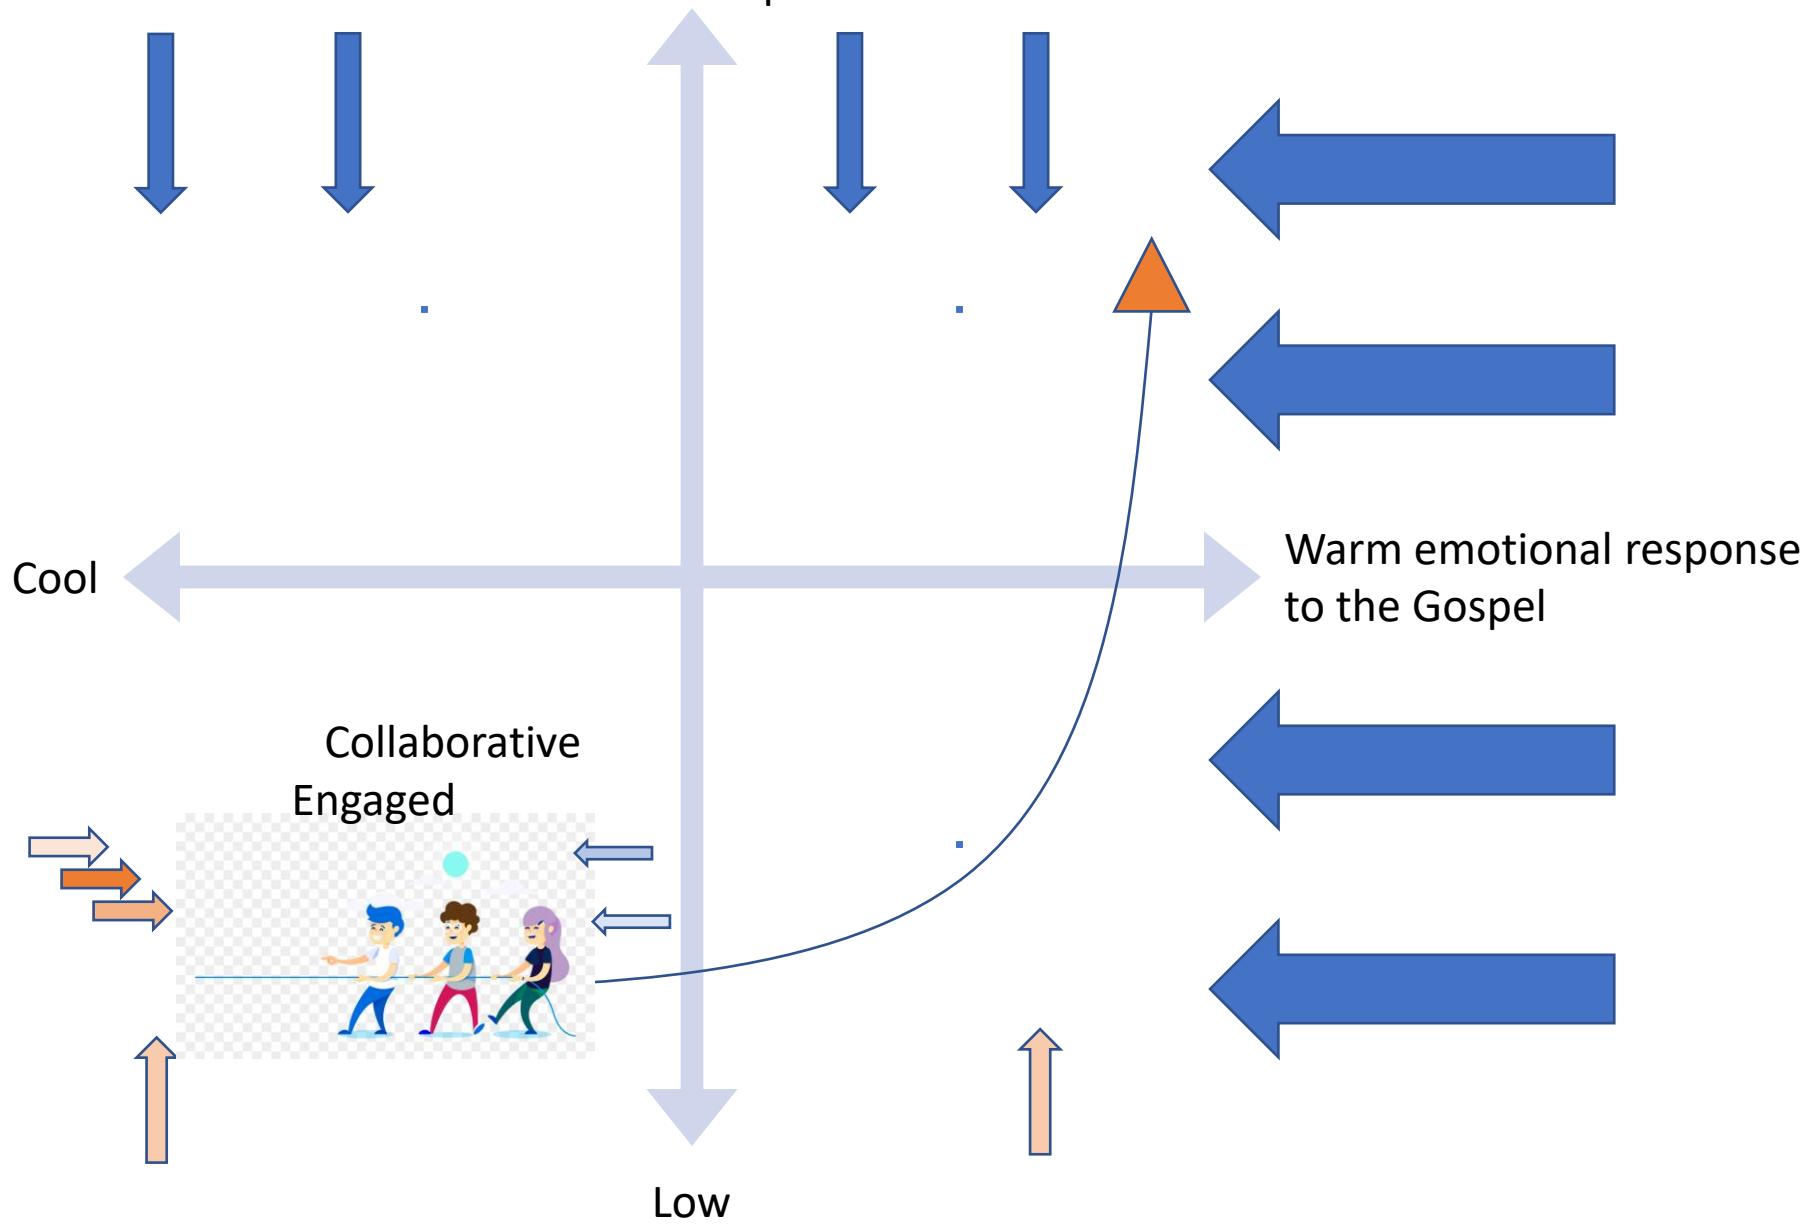 Cool
Warm emotional response
to the Gospel
Collaborative
Engaged
Low